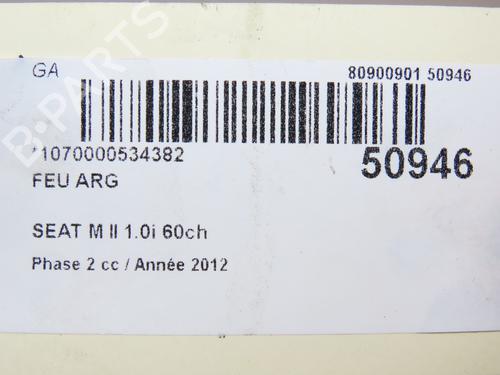 B-PARTS
GA
80900901 50946
*1070000534382
50946
FEU ARG
SEAT M II 1.0i 60ch
Phase 2 cc / Année 2012